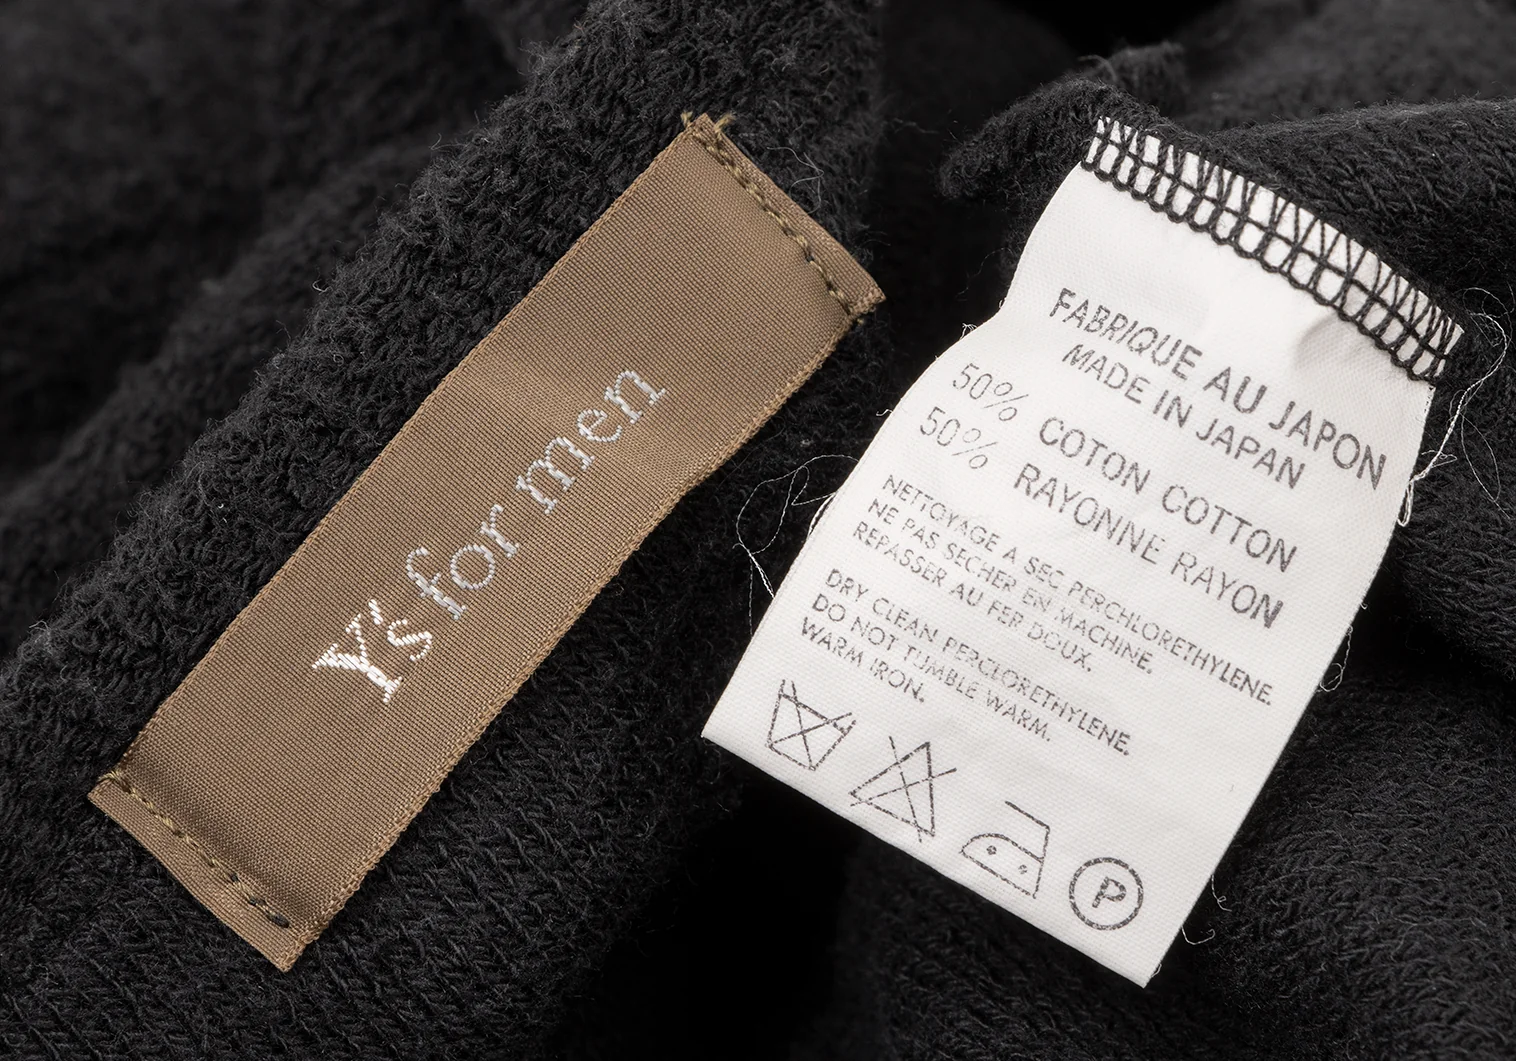 Y's for men
FABRIQUE AU JAPON
MADE IN JAPAN
50% COTON COTTON
50% RAYONNE RAYON
NETTOYAGE A SEC PERCHLORETHYLENE.
NE PAS SECHER EN MACHINE.
REPASSER AU FER DOUX.
DRY CLEAN PERCLORETHYLENE.
DO NOT TUMBLE WARM.
WARM IRON.
P